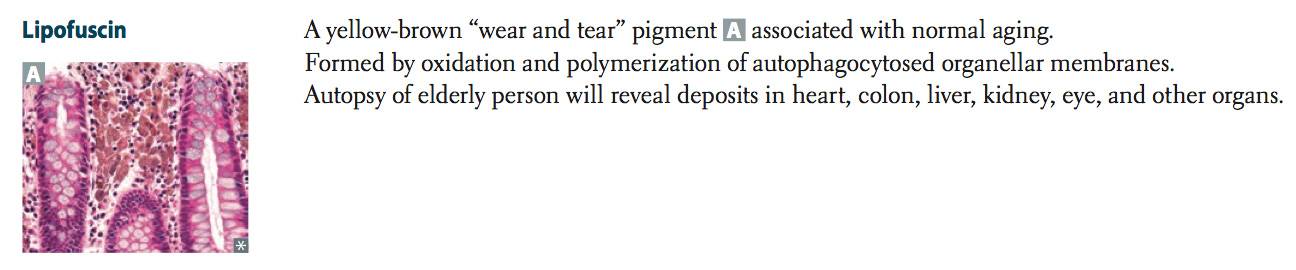 Lipofuscin
A yellow-brown “wear and tear” pigment A associated with normal aging.
Formed by oxidation and polymerization of autophagocytosed organellar membranes.
Autopsy of elderly person will reveal deposits in heart, colon, liver, kidney, eye, and other organs.
A
*